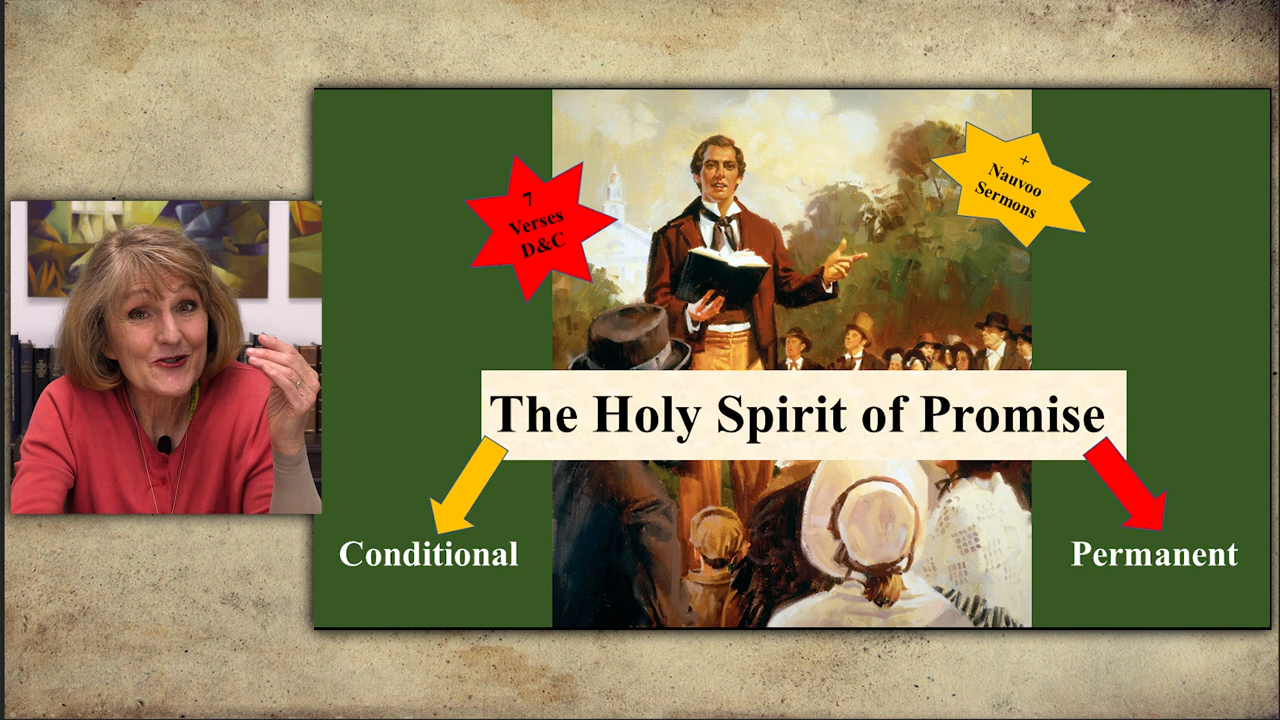 7
Verses
D&C
+
Nauvoo
Sermons
The Holy Spirit of Promise
Conditional
Permanent